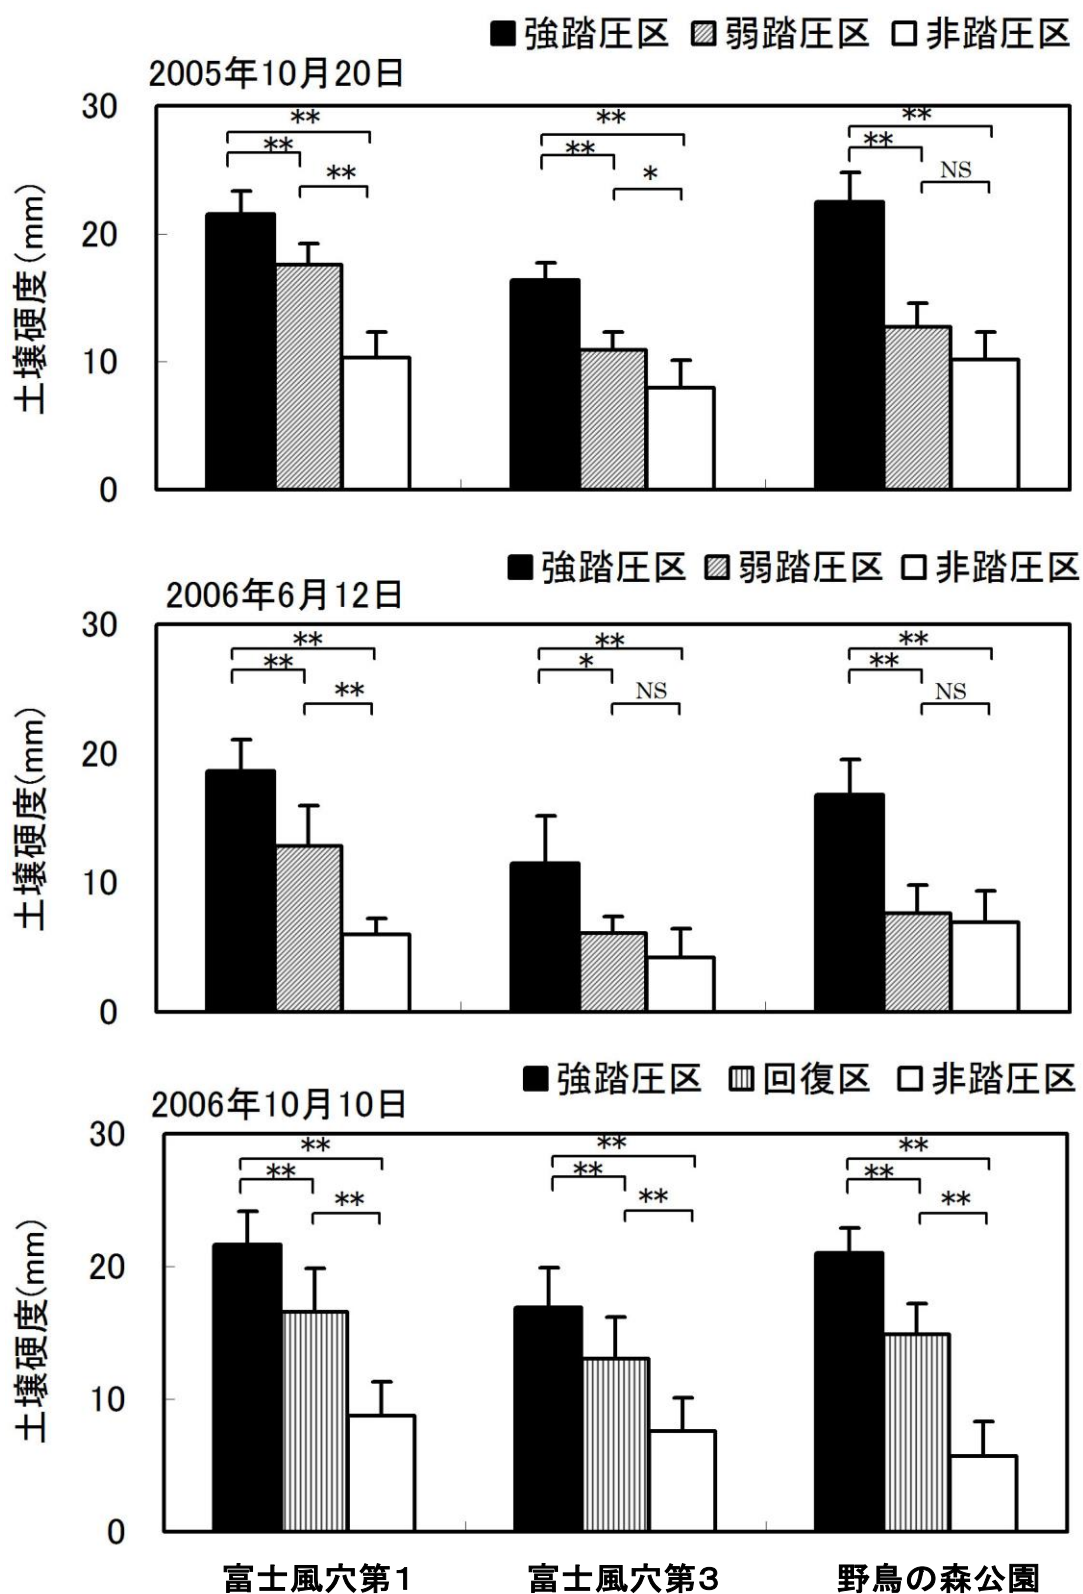 ■強踏圧区 弱踏圧区 □非踏圧区
2005年10月20日
30
** ** **
** ** **
** * NS
20
10
0
土壌硬度(mm)
■強踏圧区 弱踏圧区 □非踏圧区
2006年6月12日
30
** ** **
** * **
** NS NS
20
10
0
土壌硬度(mm)
■強踏圧区 回復区 □非踏圧区
2006年10月10日
30
** ** **
** ** **
** ** **
20
10
0
土壌硬度(mm)
富士風穴第1 富士風穴第3 野鳥の森公園